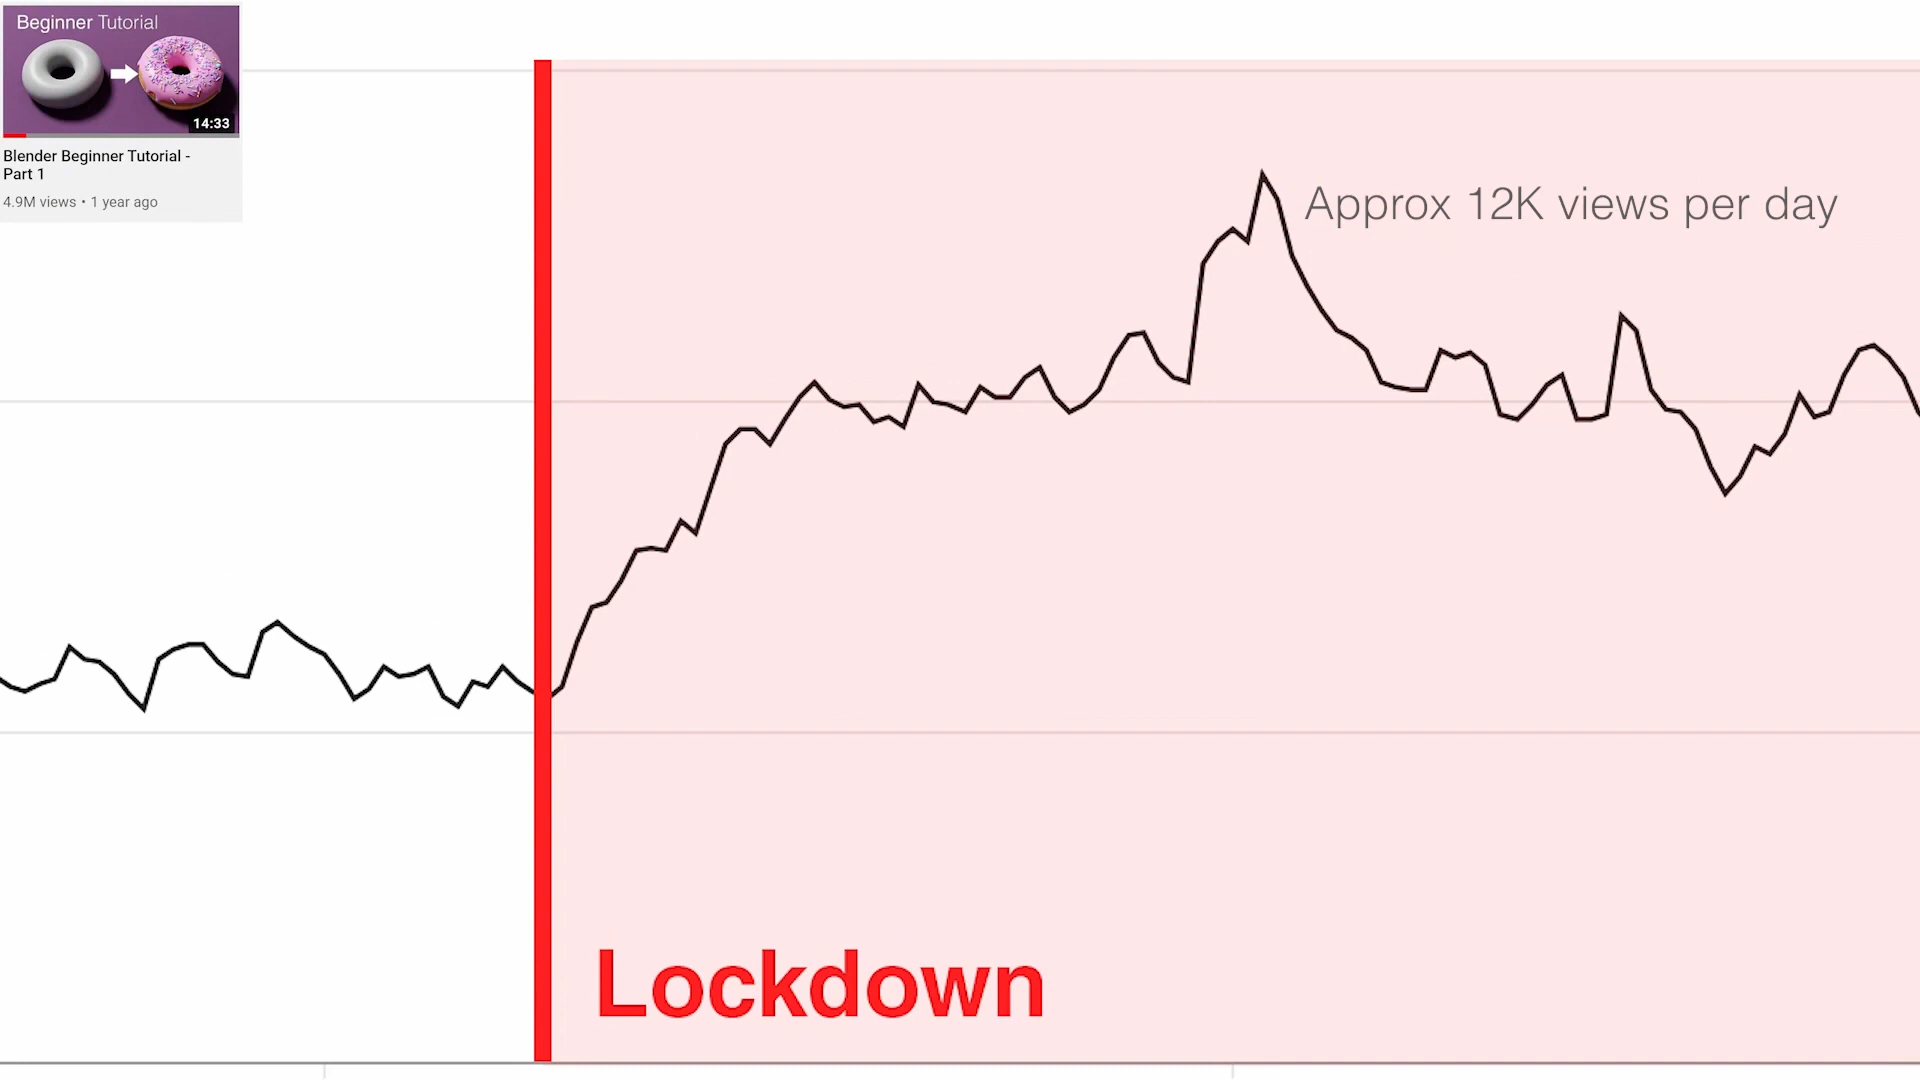 Beginner Tutorial
14:33
Blender Beginner Tutorial -
Part 1
4.9M views • 1 year ago
Approx 12K views per day
Lockdown